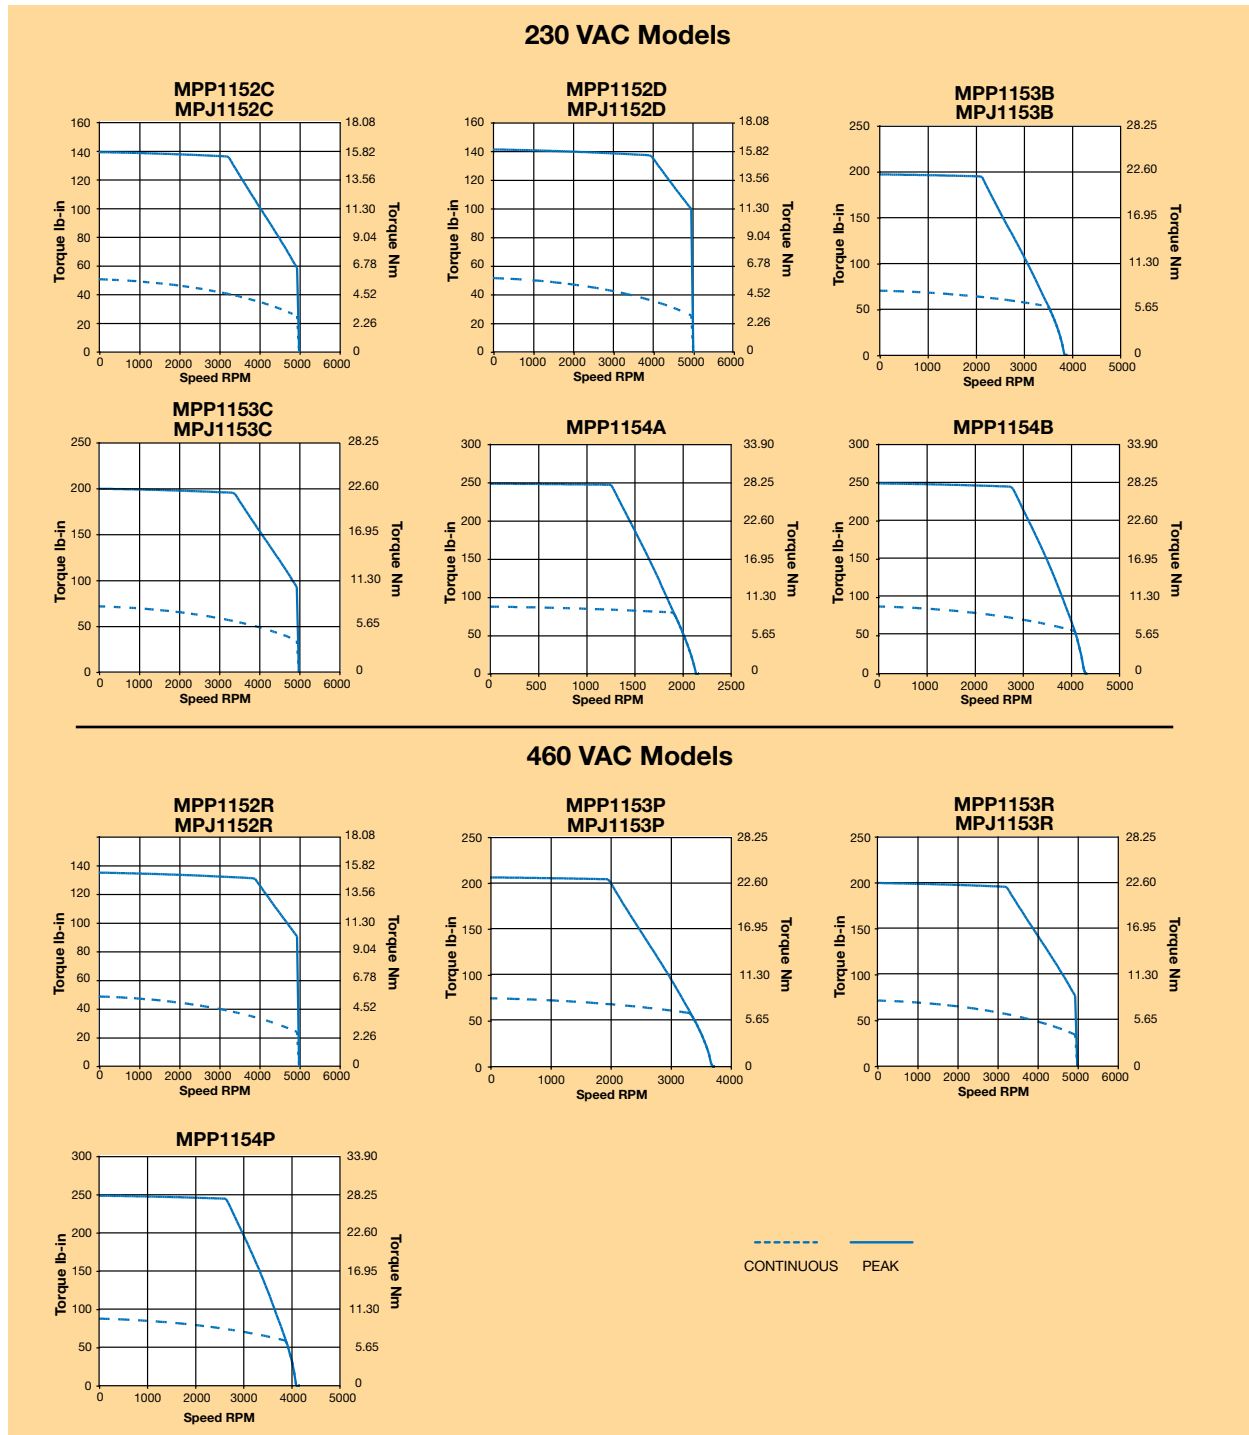 230 VAC Models
MPP1152C
MPJ1152C
160
140
120
100
80
60
40
20
0
Torque lb-in
18.08
15.82
13.56
11.30
9.04
6.78
4.52
2.26
0
Torque Nm
0 1000 2000 3000 4000 5000 6000
Speed RPM
MPP1152D
MPJ1152D
160
140
120
100
80
60
40
20
0
Torque lb-in
18.08
15.82
13.56
11.30
9.04
6.78
4.52
2.26
0
Torque Nm
0 1000 2000 3000 4000 5000 6000
Speed RPM
MPP1153B
MPJ1153B
250
200
150
100
50
0
Torque lb-in
28.25
22.60
16.95
11.30
5.65
0
Torque Nm
0 1000 2000 3000 4000 5000
Speed RPM
MPP1153C
MPJ1153C
250
200
150
100
50
0
Torque lb-in
28.25
22.60
16.95
11.30
5.65
0
Torque Nm
0 1000 2000 3000 4000 5000 6000
Speed RPM
MPP1154A
300
250
200
150
100
50
0
Torque lb-in
33.90
28.25
22.60
16.95
11.30
5.65
0
Torque Nm
0 500 1000 1500 2000 2500
Speed RPM
MPP1154B
300
250
200
150
100
50
0
Torque lb-in
33.90
28.25
22.60
16.95
11.30
5.65
0
Torque Nm
0 1000 2000 3000 4000 5000
Speed RPM
460 VAC Models
MPP1152R
MPJ1152R
140
120
100
80
60
40
20
0
Torque lb-in
18.08
15.82
13.56
11.30
9.04
6.78
4.52
2.26
0
Torque Nm
0 1000 2000 3000 4000 5000 6000
Speed RPM
MPP1153P
MPJ1153P
250
200
150
100
50
0
Torque lb-in
28.25
22.60
16.95
11.30
5.65
0
Torque Nm
0 1000 2000 3000 4000
Speed RPM
MPP1153R
MPJ1153R
250
200
150
100
50
0
Torque lb-in
28.25
22.60
16.95
11.30
5.65
0
Torque Nm
0 1000 2000 3000 4000 5000 6000
Speed RPM
MPP1154P
300
250
200
150
100
50
0
Torque lb-in
33.90
28.25
22.60
16.95
11.30
5.65
0
Torque Nm
0 1000 2000 3000 4000 5000
Speed RPM
CONTINUOUS PEAK